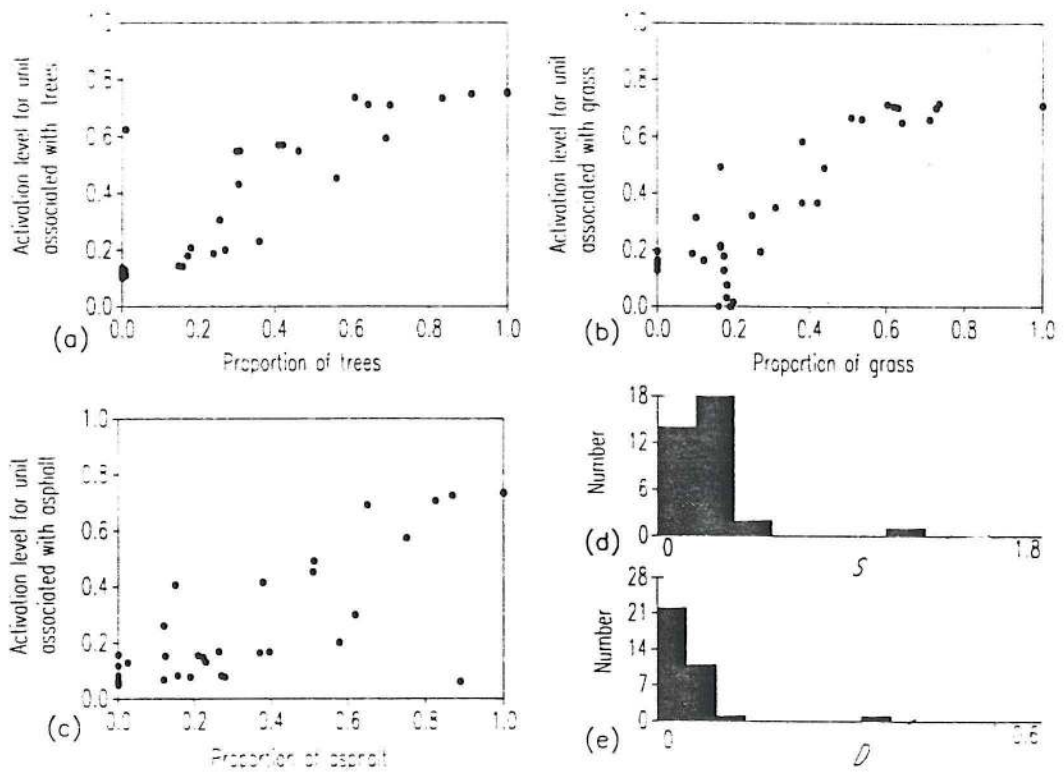 Activation level for unit
associated with trees
0.8
0.6
0.4
0.2
0.0
0.0 0.2 0.4 0.6 0.8 1.0
(a)
Proportion of trees
Activation level for unit
associated with grass
0.8
0.6
0.4
0.2
0.0
0.0 0.2 0.4 0.6 0.8 1.0
(b)
Proportion of grass
Activation level for unit
associated with asphalt
1.0
0.8
0.6
0.4
0.2
0.0
0.0 0.2 0.4 0.6 0.8 1.0
(c)
Proportion of asphalt
Number
18
12
6
0
(d)
0 1.8
S
Number
28
21
14
7
0
(e)
0 0.6
D